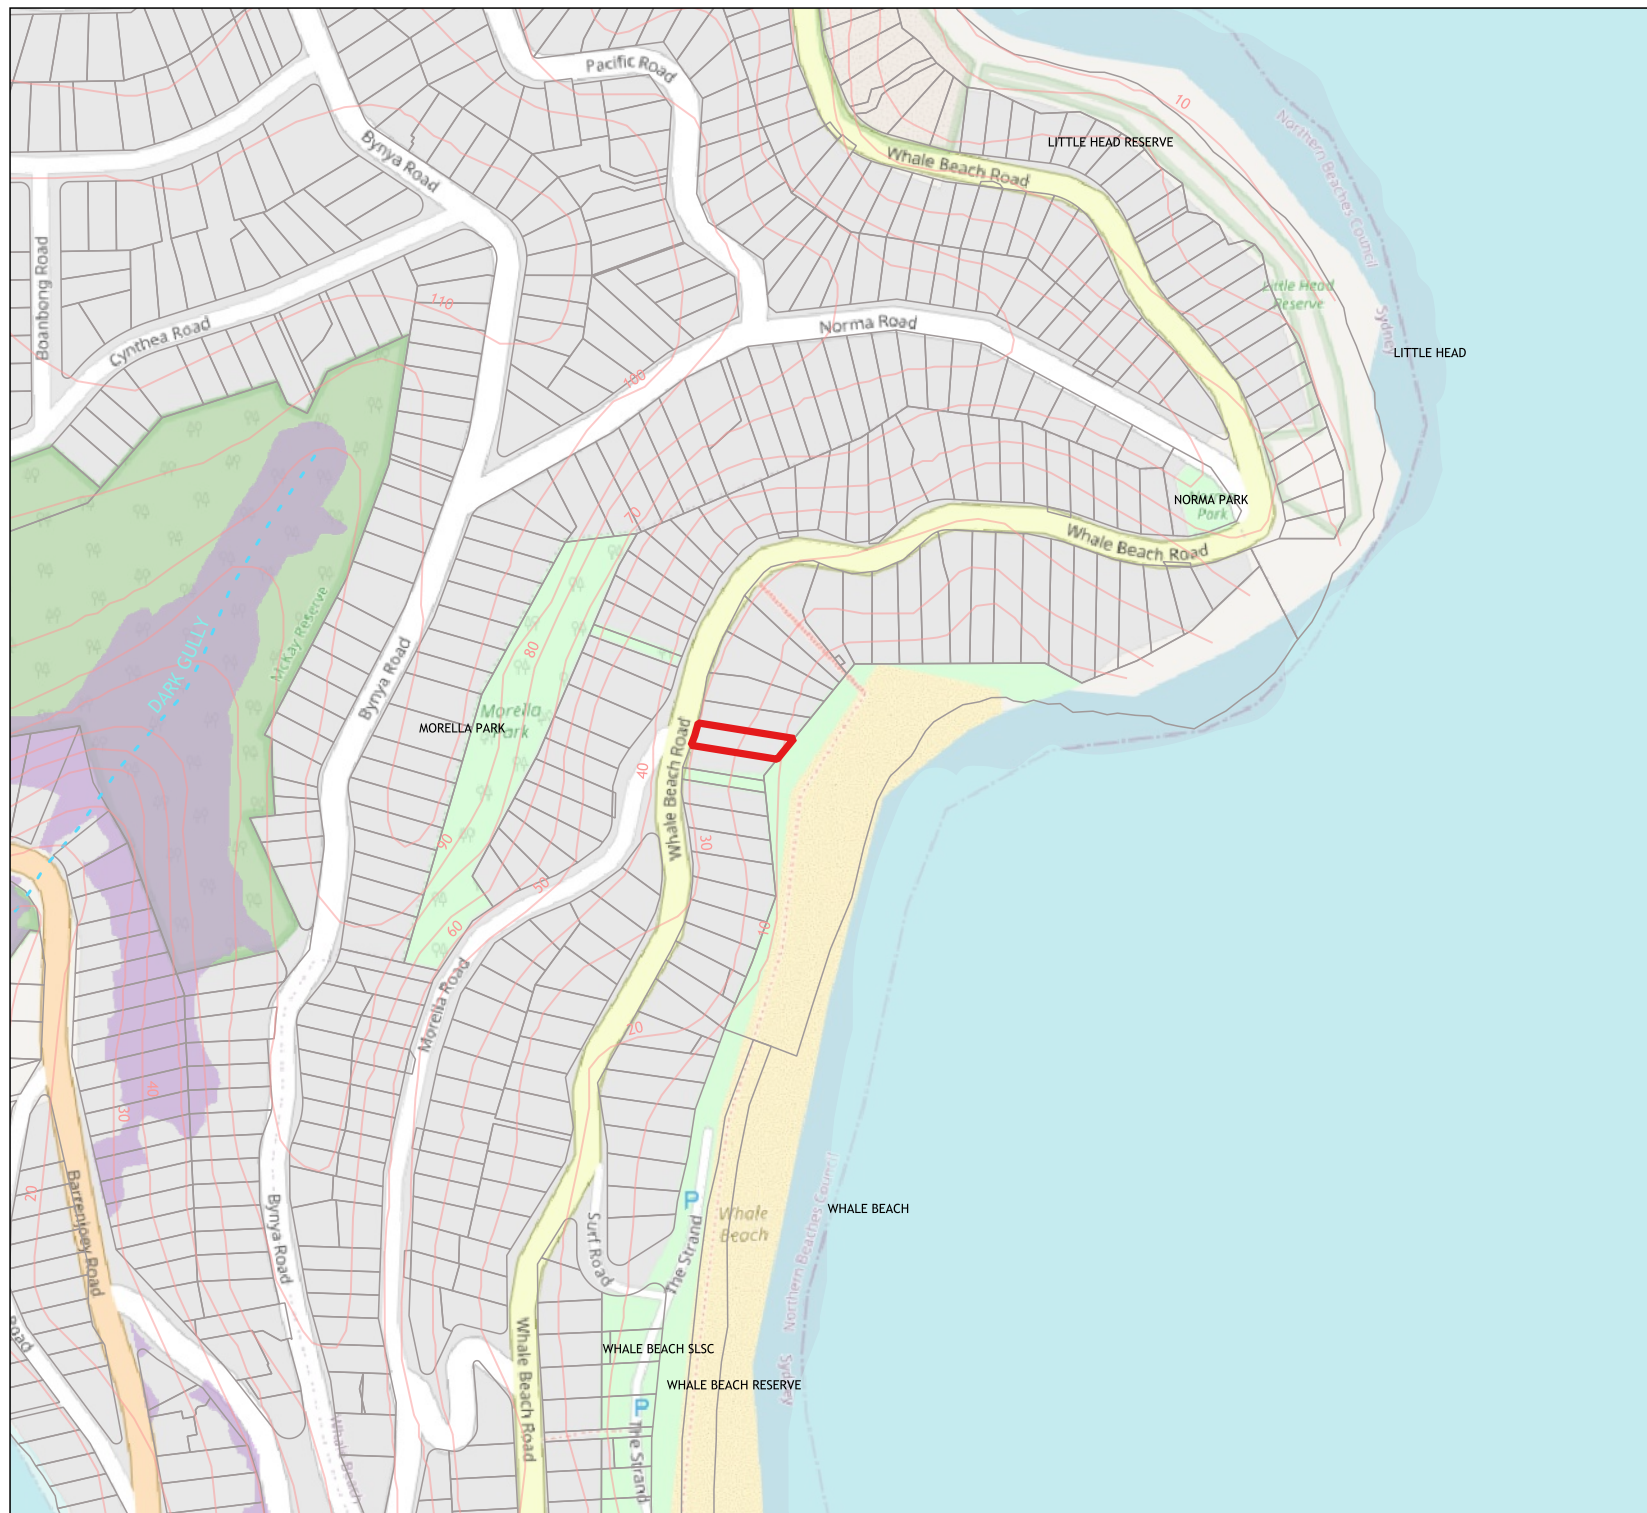 Pacific Road
10
LITTLE HEAD RESERVE
Northern Beaches Council
Bynya Road
Whale Beach Road
Boanbong Road
Little Head
Reserve
110
Sydney
Cynthea Road
Norma Road
LITTLE HEAD
100
NORMA PARK
Park
70
Whale Beach Road
McKay Reserve
80
DARK GULLY
Bynya Road
Morella
Park
MORELLA PARK
Whale Beach Road
40
30
90
50
60
10
Morella Road
20
40
30
20
Barrenjoey Road
Bynya Road
Surf Road
The Strand
P
Whale
Beach
WHALE BEACH
Northern Beaches Council
Sydney
Road
Whale Beach Road
WHALE BEACH SLSC
WHALE BEACH RESERVE
P
The Strand
Whale Beach